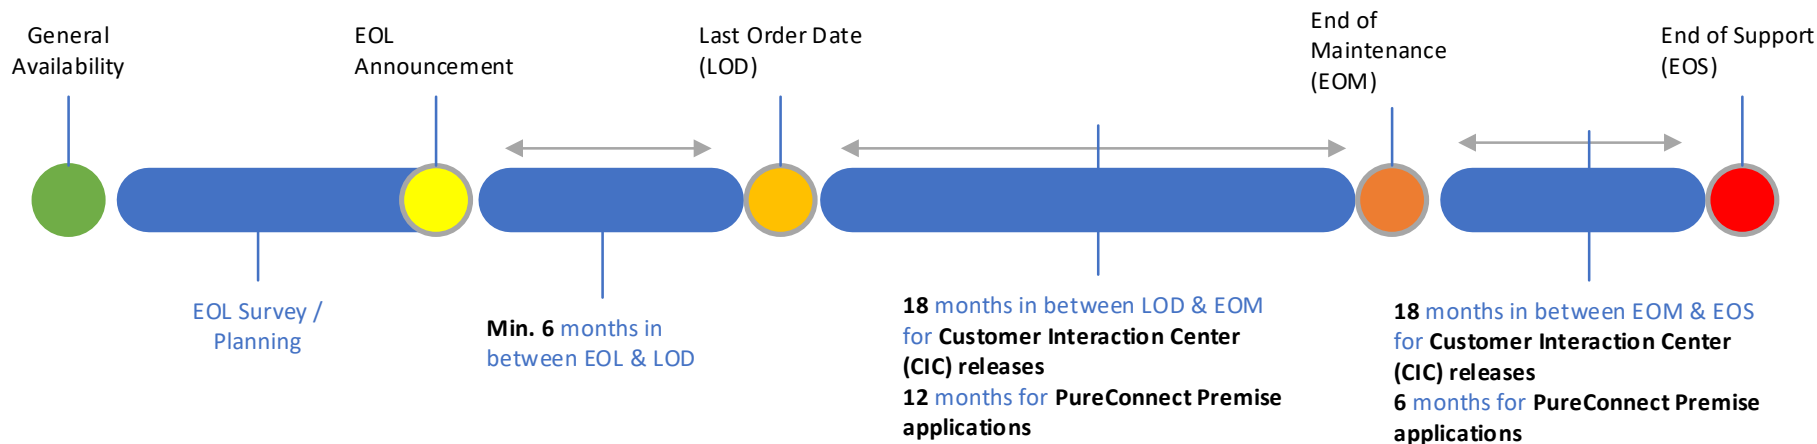 General
Availability
EOL
Announcement
Last Order Date
(LOD)
End of
Maintenance
(EOM)
End of Support
(EOS)
EOL Survey /
Planning
Min. 6 months in
between EOL & LOD
18 months in between LOD & EOM
for Customer Interaction Center
(CIC) releases
12 months for PureConnect Premise
applications
18 months in between EOM & EOS
for Customer Interaction Center
(CIC) releases
6 months for PureConnect Premise
applications